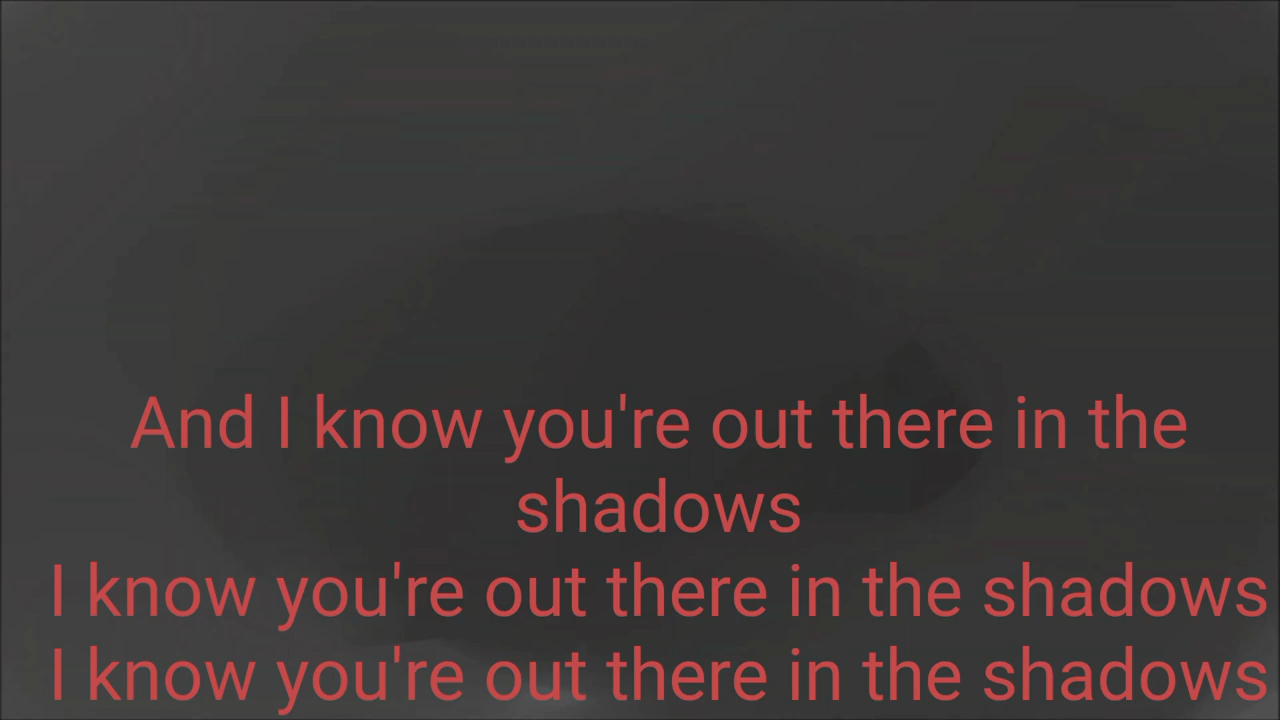 And I know you're out there in the
shadows
I know you're out there in the shadows
I know you're out there in the shadows